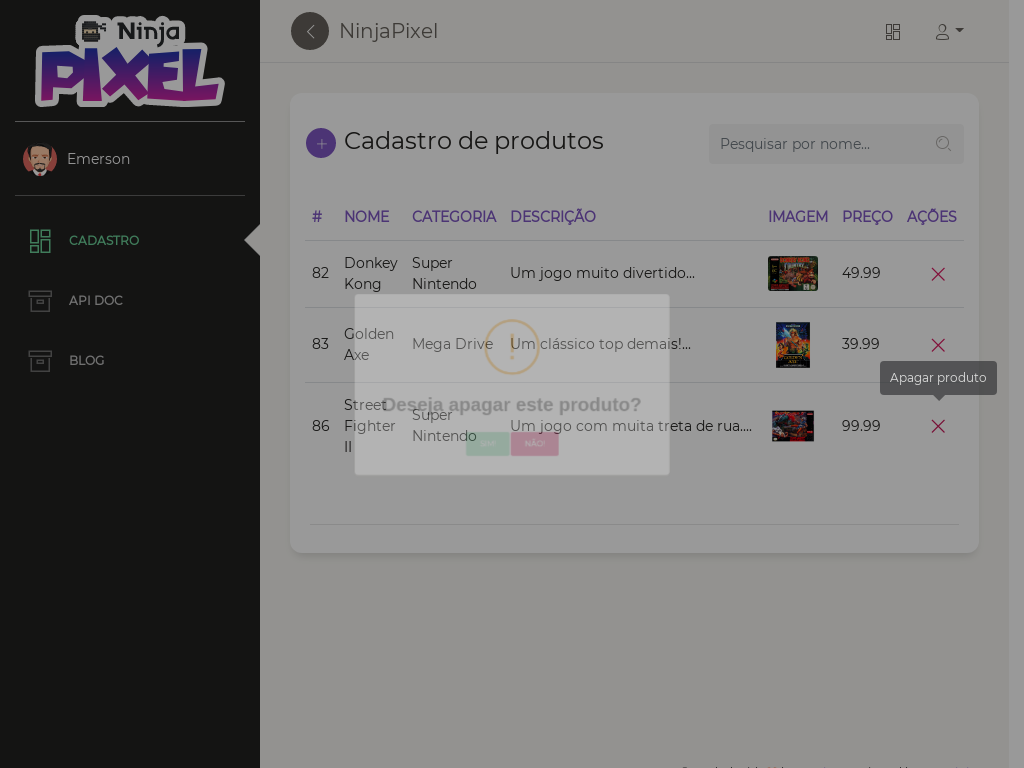 Ninja
PIXEL
NinjaPixel
Emerson
CADASTRO
API DOC
BLOG
Cadastro de produtos
Pesquisar por nome...
# NOME CATEGORIA DESCRIÇÃO IMAGEM PREÇO AÇÕES
82 Donkey Kong Super Nintendo Um jogo muito divertido... 49.99
83 Golden Axe Mega Drive Um clássico top demais!... 39.99
Apagar produto
86 Street Fighter II Super Nintendo Um jogo com muita treta de rua.... 99.99
Deseja apagar este produto?
NÃO!